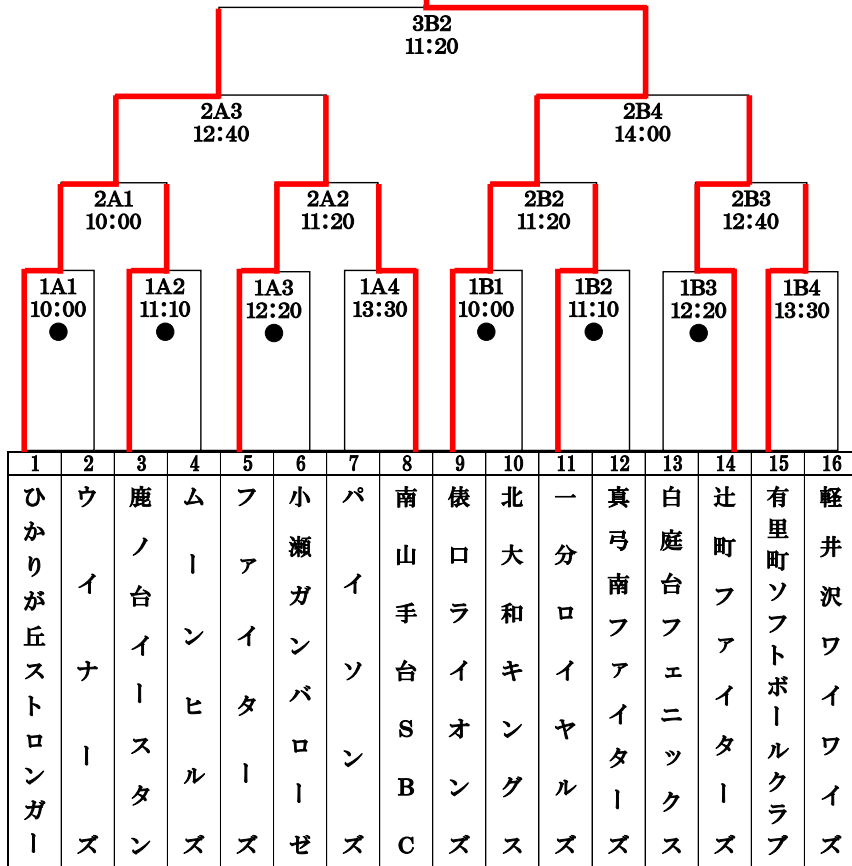 3B2
11:20
2A3
12:40
2B4
14:00
2A1
10:00
2A2
11:20
2B2
11:20
2B3
12:40
1A1
10:00
1A2
11:10
1A3
12:20
1A4
13:30
1B1
10:00
1B2
11:10
1B3
12:20
1B4
13:30
1
ひかりが丘ストロンガー
2
ウイナーズ
3
鹿ノ台イースタン
4
ムーンヒルズ
5
ファイターズ
6
小瀬ガンバローゼ
7
パイソンズ
8
南山手台SBC
9
俵口ライオンズ
10
北大和キングス
11
一分ロイヤルズ
12
真弓南ファイターズ
13
白庭台フェニックス
14
辻町ファイターズ
15
有里町ソフトボールクラブ
16
軽井沢ワイワイズ